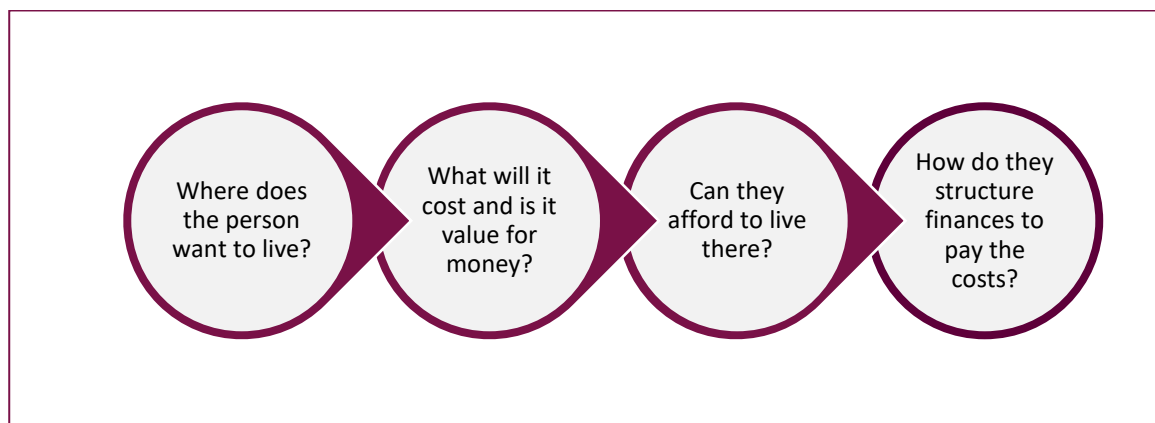 Where does
the person
want to live?
What will it
cost and is it
value for
money?
Can they
afford to live
there?
How do they
structure
finances to
pay the
costs?